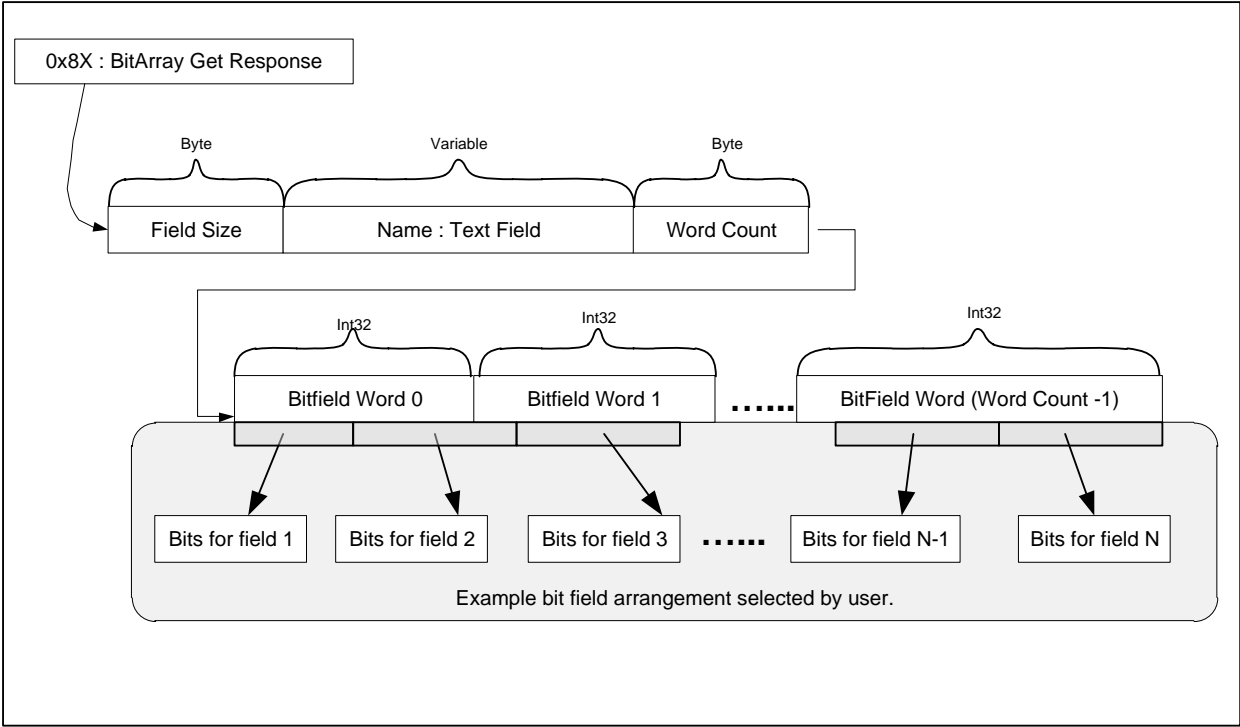 0x8X : BitArray Get Response
Byte
Variable
Byte
Field Size
Name : Text Field
Word Count
Int32
Int32
Int32
Bitfield Word 0
Bitfield Word 1
.......
BitField Word (Word Count -1)
Bits for field 1
Bits for field 2
Bits for field 3
.......
Bits for field N-1
Bits for field N
Example bit field arrangement selected by user.